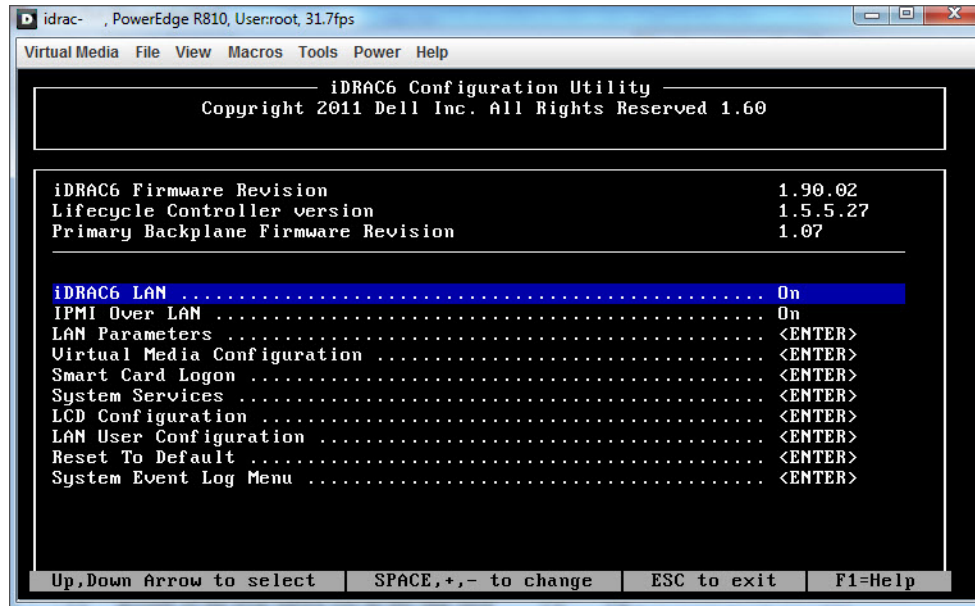 idrac- , PowerEdge R810, User:root, 31.7fps
Virtual Media File View Macros Tools Power Help
iDRAC6 Configuration Utility
Copyright 2011 Dell Inc. All Rights Reserved 1.60
iDRAC6 Firmware Revision 1.90.02
Lifecycle Controller version 1.5.5.27
Primary Backplane Firmware Revision 1.07
iDRAC6 LAN ................................................... On
IPMI Over LAN ................................................ On
LAN Parameters ............................................... <ENTER>
Virtual Media Configuration .................................. <ENTER>
Smart Card Logon ............................................. <ENTER>
System Services .............................................. <ENTER>
LCD Configuration ............................................ <ENTER>
LAN User Configuration ....................................... <ENTER>
Reset To Default ............................................. <ENTER>
System Event Log Menu ........................................ <ENTER>
Up,Down Arrow to select SPACE,+,- to change ESC to exit F1=Help